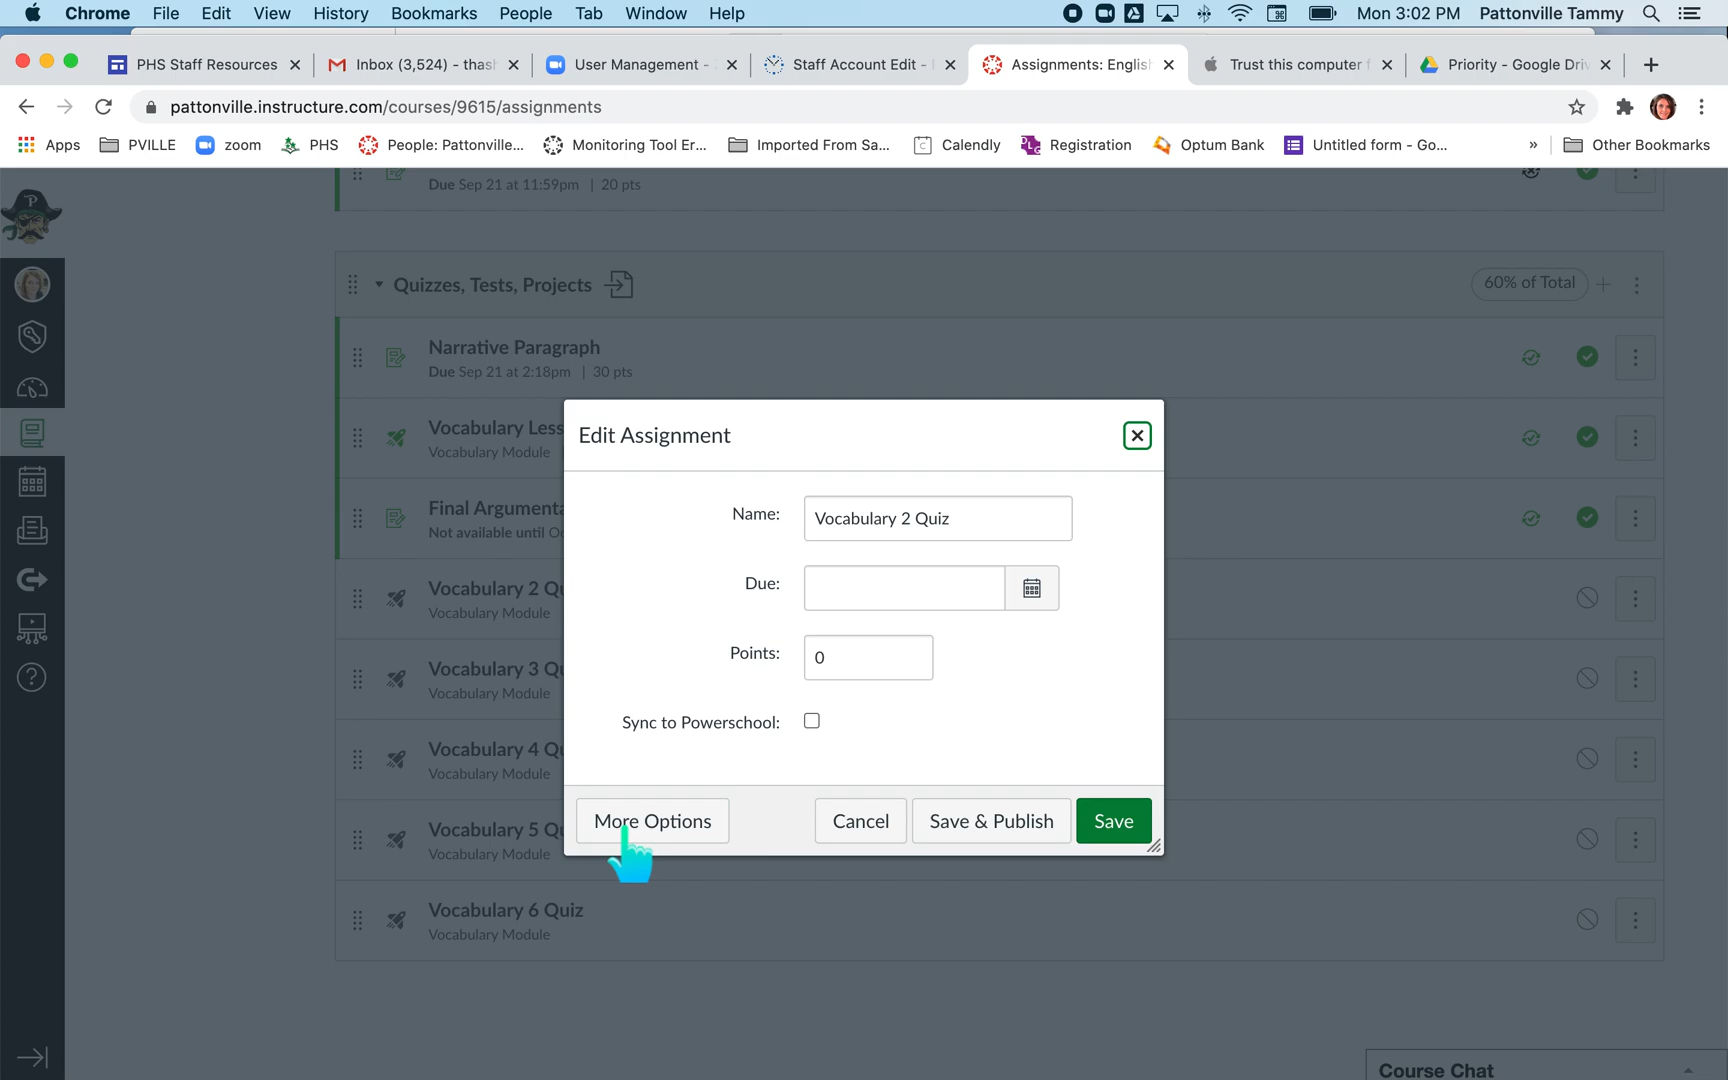 Chrome File Edit View History Bookmarks People Tab Window Help Mon 3:02 PM Pattonville Tammy
PHS Staff Resources Inbox (3,524) - thas User Management - Staff Account Edit - Assignments: English Trust this computer Priority - Google Driv
pattonville.instructure.com/courses/9615/assignments
Apps PVILLE zoom PHS People: Pattonville... Monitoring Tool Er... Imported From Sa... Calendly Registration Optum Bank Untitled form - Go... » Other Bookmarks
Due Sep 21 at 11:59pm | 20 pts
Quizzes, Tests, Projects 60% of Total
Narrative Paragraph
Due Sep 21 at 2:18pm | 30 pts
Vocabulary Less
Vocabulary Module
Final Argumenta
Not available until Oc
Vocabulary 2 Qu
Vocabulary Module
Vocabulary 3 Qu
Vocabulary Module
Vocabulary 4 Qu
Vocabulary Module
Vocabulary 5 Qu
Vocabulary Module
Vocabulary 6 Quiz
Vocabulary Module
Edit Assignment
Name: Vocabulary 2 Quiz
Due:
Points: 0
Sync to Powerschool:
More Options Cancel Save & Publish Save
Course Chat